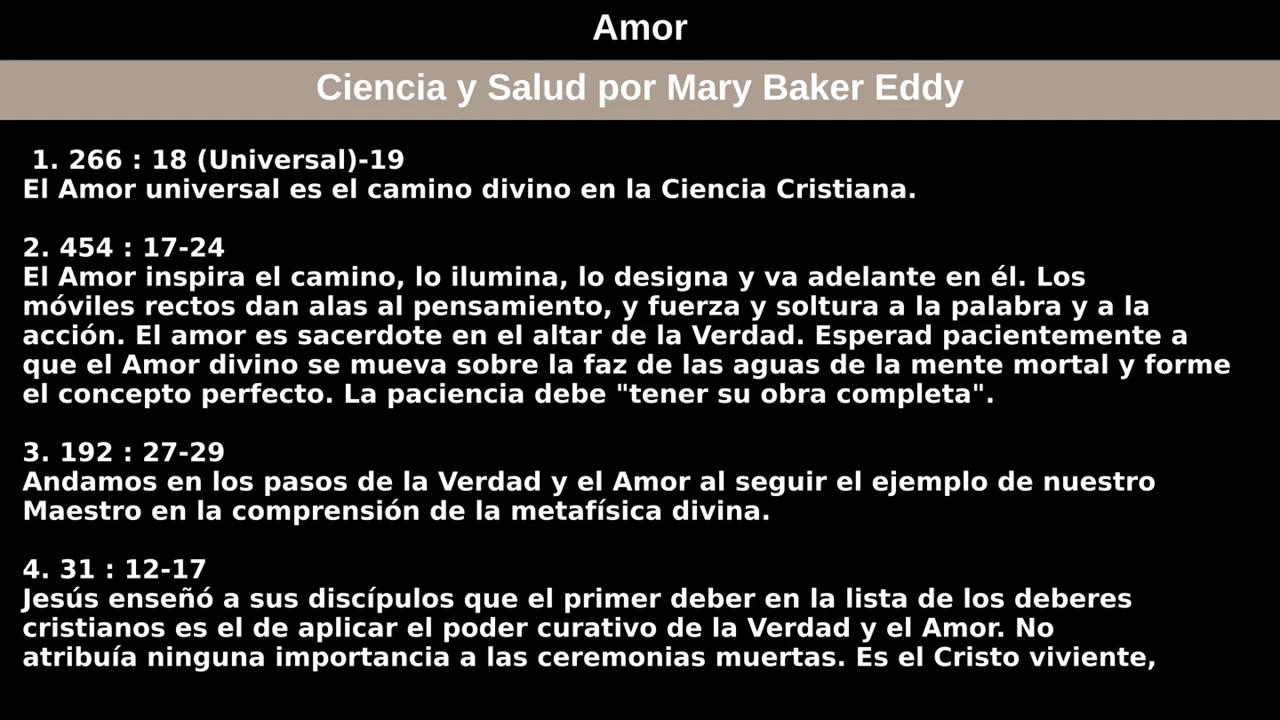 Amor
Ciencia y Salud por Mary Baker Eddy
1. 266 : 18 (Universal)-19
El Amor universal es el camino divino en la Ciencia Cristiana.
2. 454 : 17-24
El Amor inspira el camino, lo ilumina, lo designa y va adelante en él. Los
móviles rectos dan alas al pensamiento, y fuerza y soltura a la palabra y a la
acción. El amor es sacerdote en el altar de la Verdad. Esperad pacientemente a
que el Amor divino se mueva sobre la faz de las aguas de la mente mortal y forme
el concepto perfecto. La paciencia debe "tener su obra completa".
3. 192 : 27-29
Andamos en los pasos de la Verdad y el Amor al seguir el ejemplo de nuestro
Maestro en la comprensión de la metafísica divina.
4. 31 : 12-17
Jesús enseñó a sus discípulos que el primer deber en la lista de los deberes
cristianos es el de aplicar el poder curativo de la Verdad y el Amor. No
atribuía ninguna importancia a las ceremonias muertas. Es el Cristo viviente,